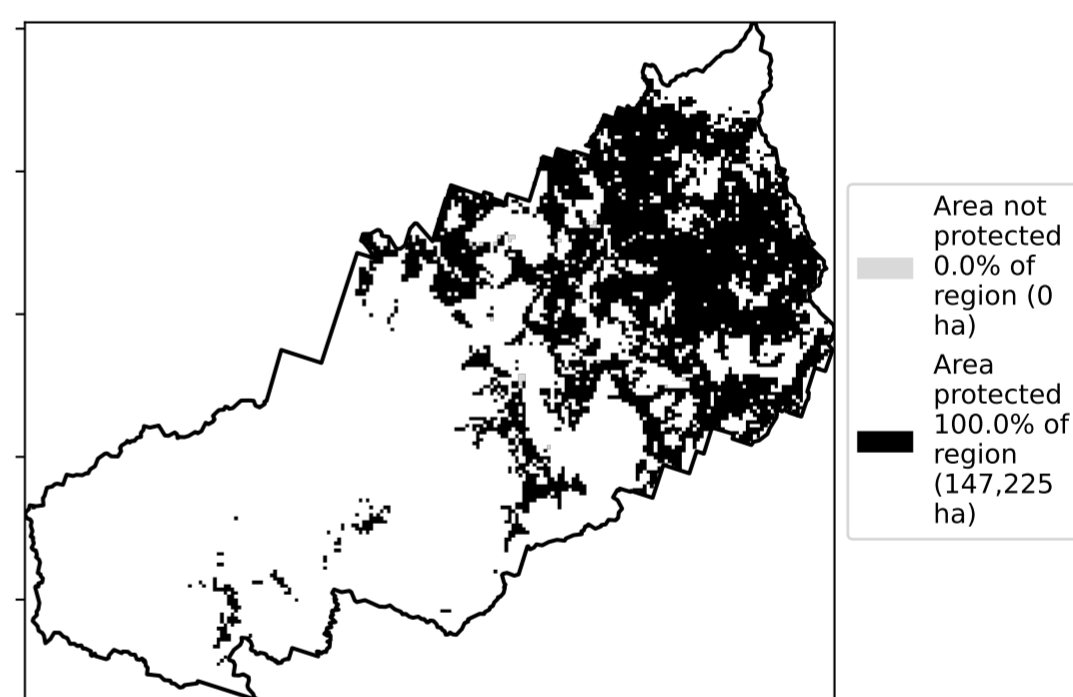 Area not
protected
0.0% of
region (0
ha)
Area
protected
100.0% of
region
(147,225
ha)